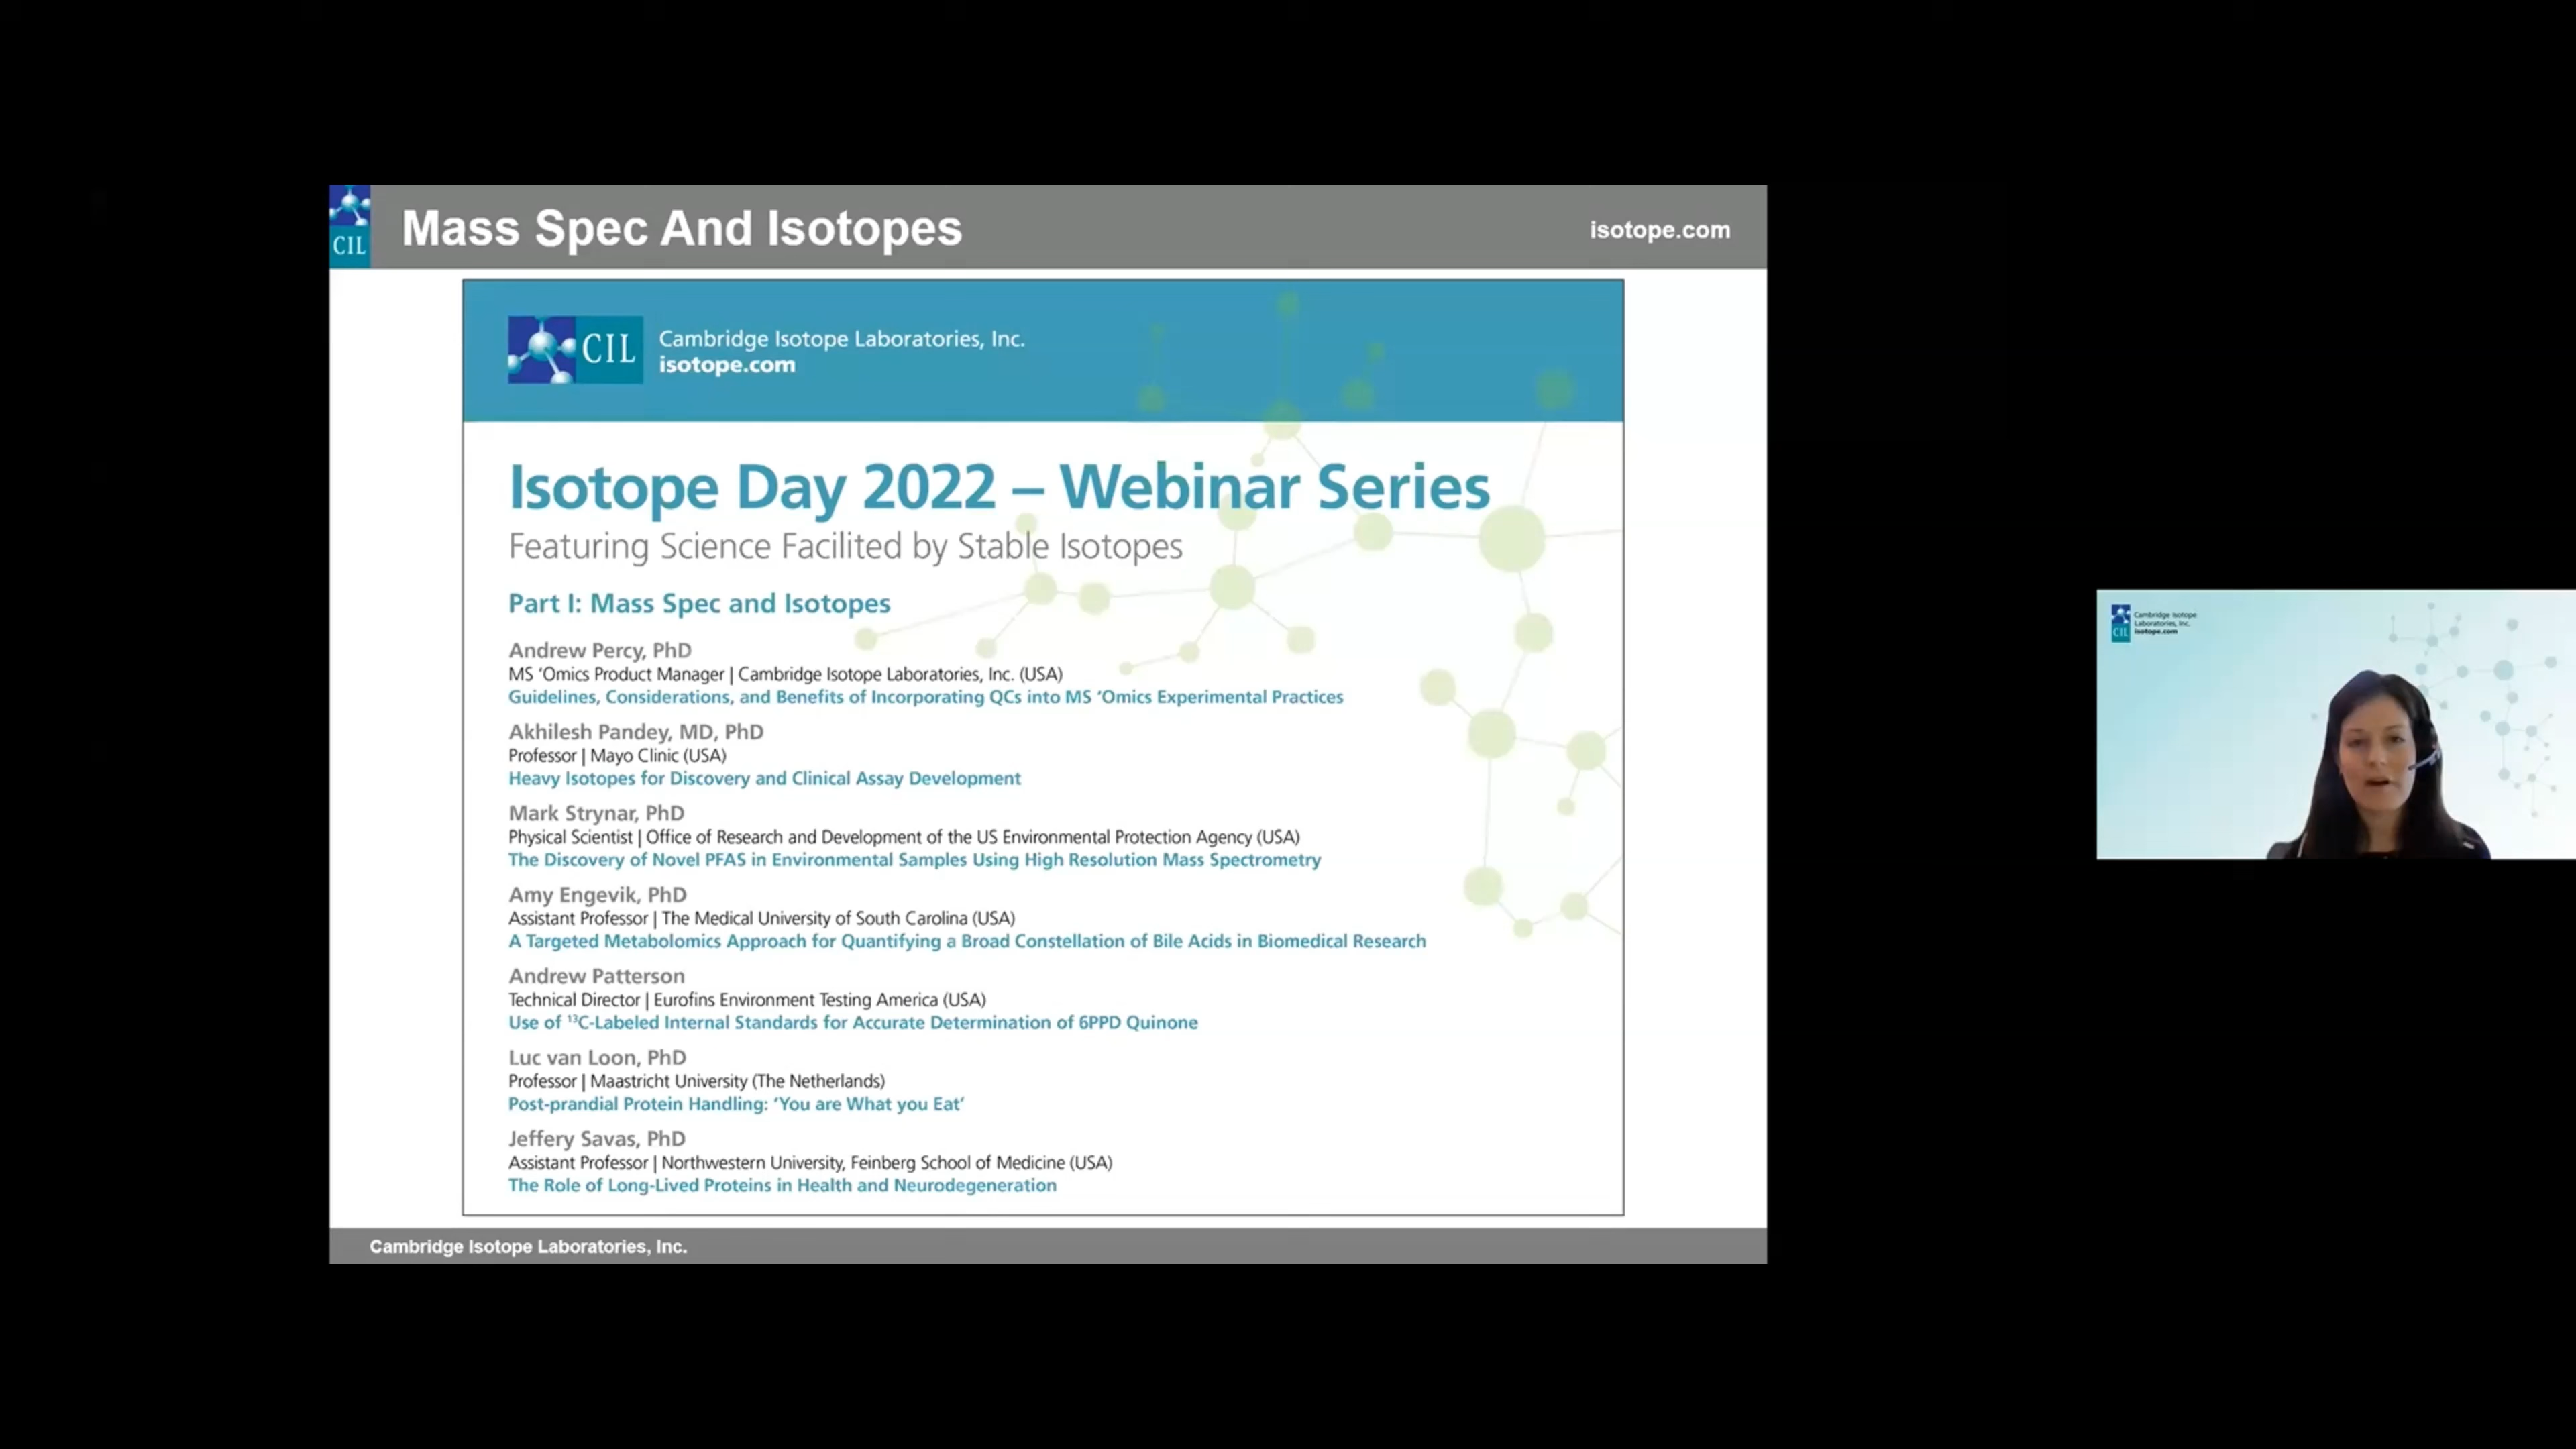 CIL
Mass Spec And Isotopes
isotope.com
CIL
Cambridge Isotope Laboratories, Inc.
isotope.com
Isotope Day 2022 – Webinar Series
Featuring Science Facilited by Stable Isotopes
Part I: Mass Spec and Isotopes
Andrew Percy, PhD
MS ‘Omics Product Manager | Cambridge Isotope Laboratories, Inc. (USA)
Guidelines, Considerations, and Benefits of Incorporating QCs into MS ‘Omics Experimental Practices
Akhilesh Pandey, MD, PhD
Professor | Mayo Clinic (USA)
Heavy Isotopes for Discovery and Clinical Assay Development
Mark Strynar, PhD
Physical Scientist | Office of Research and Development of the US Environmental Protection Agency (USA)
The Discovery of Novel PFAS in Environmental Samples Using High Resolution Mass Spectrometry
Amy Engevik, PhD
Assistant Professor | The Medical University of South Carolina (USA)
A Targeted Metabolomics Approach for Quantifying a Broad Constellation of Bile Acids in Biomedical Research
Andrew Patterson
Technical Director | Eurofins Environment Testing America (USA)
Use of ¹³C-Labeled Internal Standards for Accurate Determination of 6PPD Quinone
Luc van Loon, PhD
Professor | Maastricht University (The Netherlands)
Post-prandial Protein Handling: ‘You are What you Eat’
Jeffery Savas, PhD
Assistant Professor | Northwestern University, Feinberg School of Medicine (USA)
The Role of Long-Lived Proteins in Health and Neurodegeneration
Cambridge Isotope Laboratories, Inc.
CIL
Cambridge Isotope
Laboratories, Inc.
isotope.com